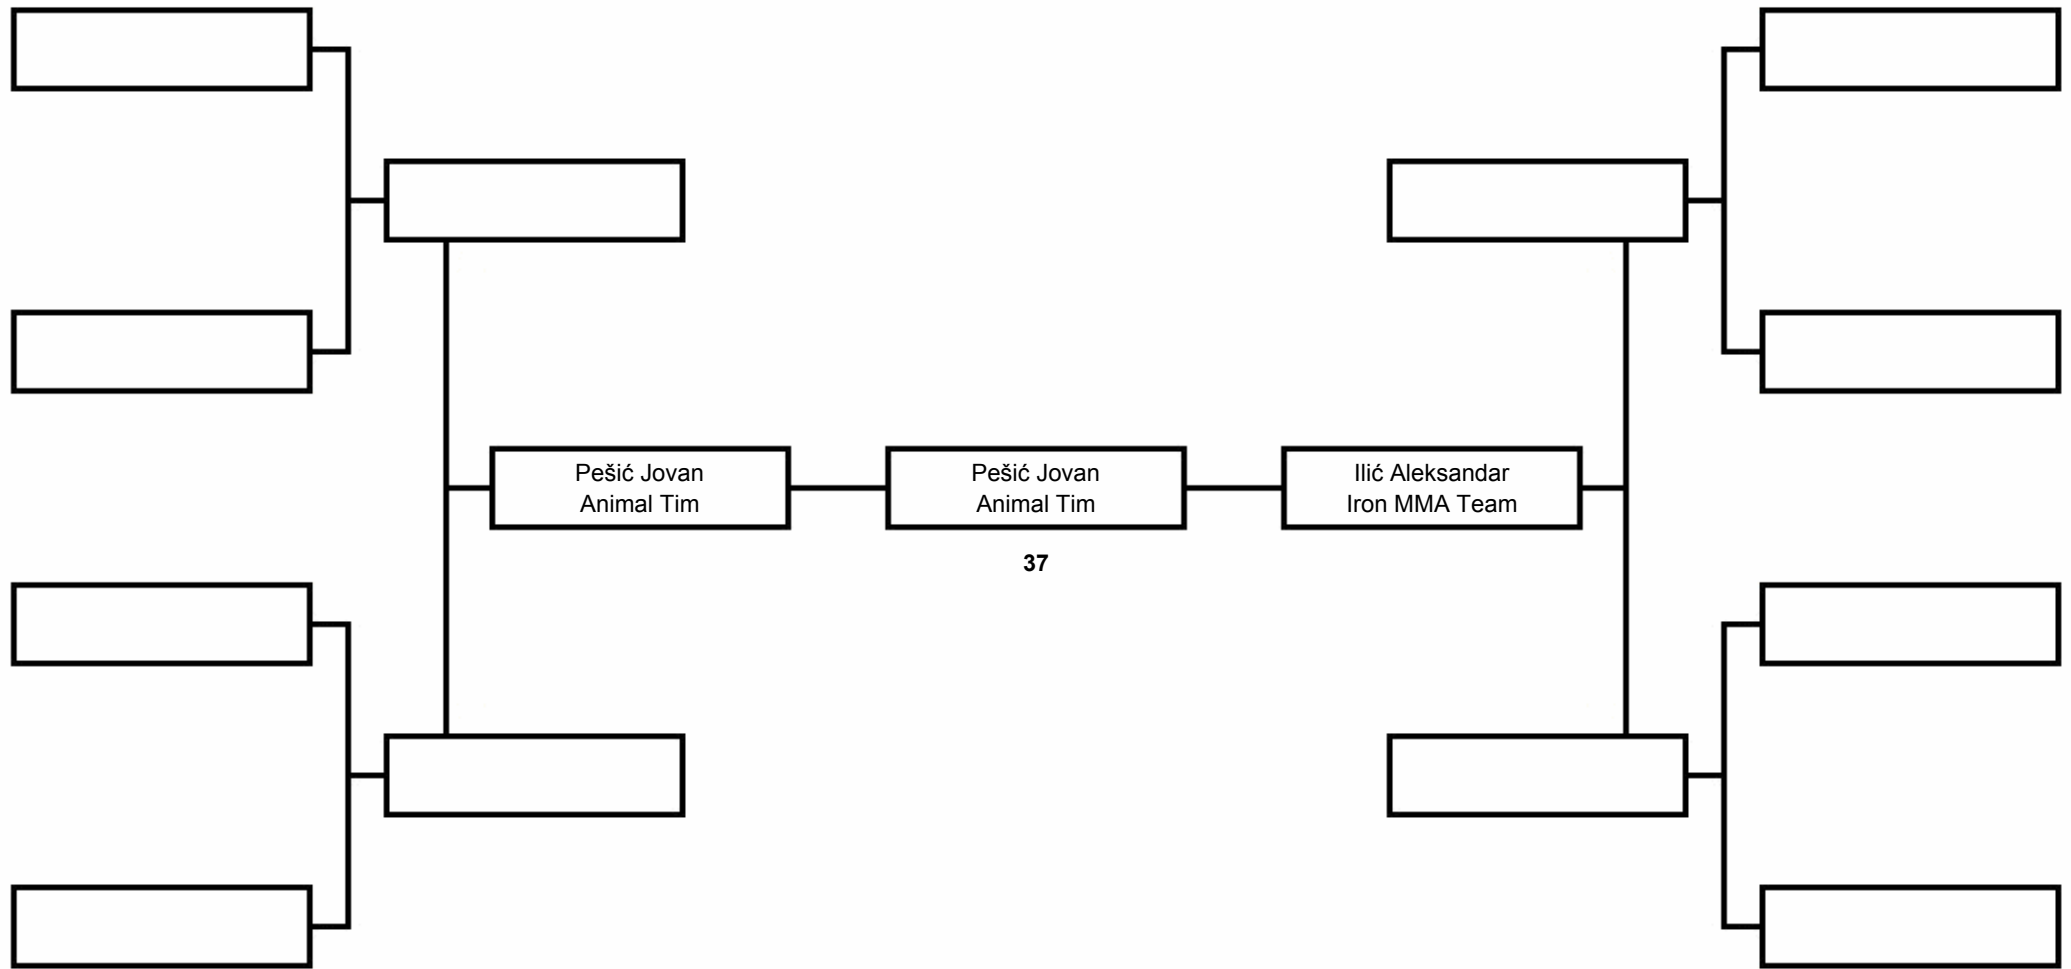 Pešić Jovan
Animal Tim
Pešić Jovan
Animal Tim
Ilić Aleksandar
Iron MMA Team
37